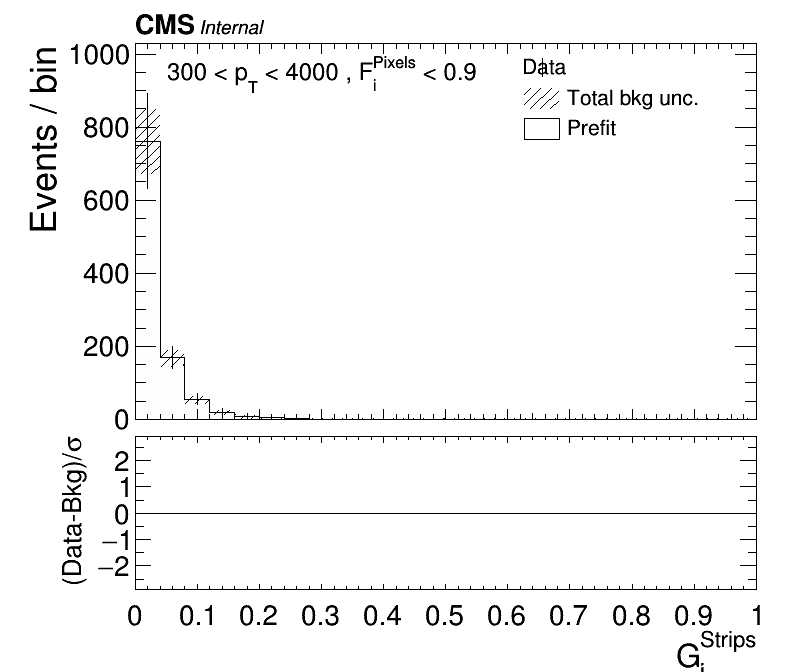 CMS Internal
300 < p_T < 4000 , F_i^Pixels < 0.9
Data
Total bkg unc.
Prefit
Events / bin
1000
800
600
400
200
0
(Data-Bkg)/σ
2
1
0
−1
−2
0 0.1 0.2 0.3 0.4 0.5 0.6 0.7 0.8 0.9 1
G_i^Strips